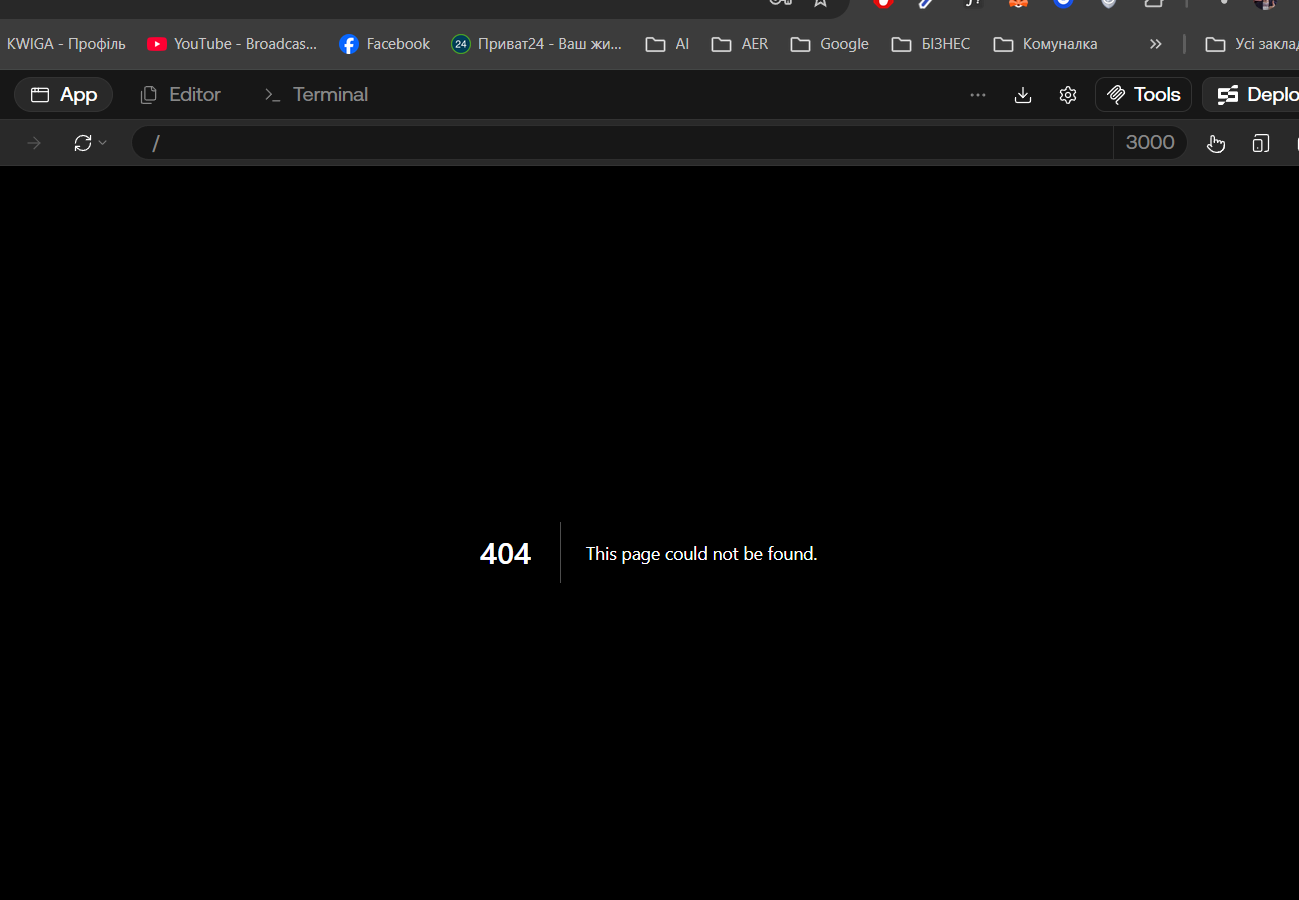 KWIGA - Профіль YouTube - Broadcas... Facebook 24 Приват24 - Ваш жи... AI AER Google БІЗНЕС Комуналка » Усі заклад
App Editor Terminal ... Tools Deplo
/ 3000
404 This page could not be found.